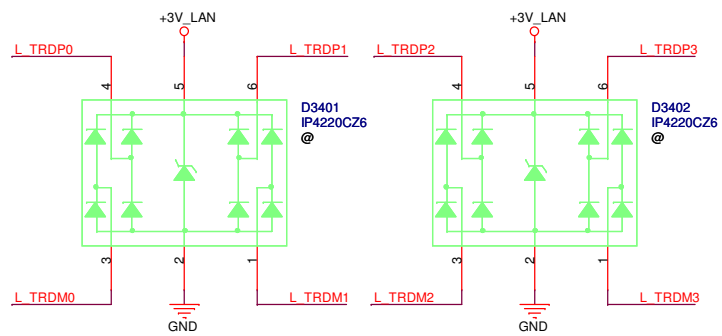 +3V_LAN
+3V_LAN
L_TRDP0
L_TRDP1
L_TRDP2
L_TRDP3
4
5
6
4
5
6
D3401
IP4220CZ6
@
D3402
IP4220CZ6
@
3
2
1
3
2
1
L_TRDM0
L_TRDM1
L_TRDM2
L_TRDM3
GND
GND